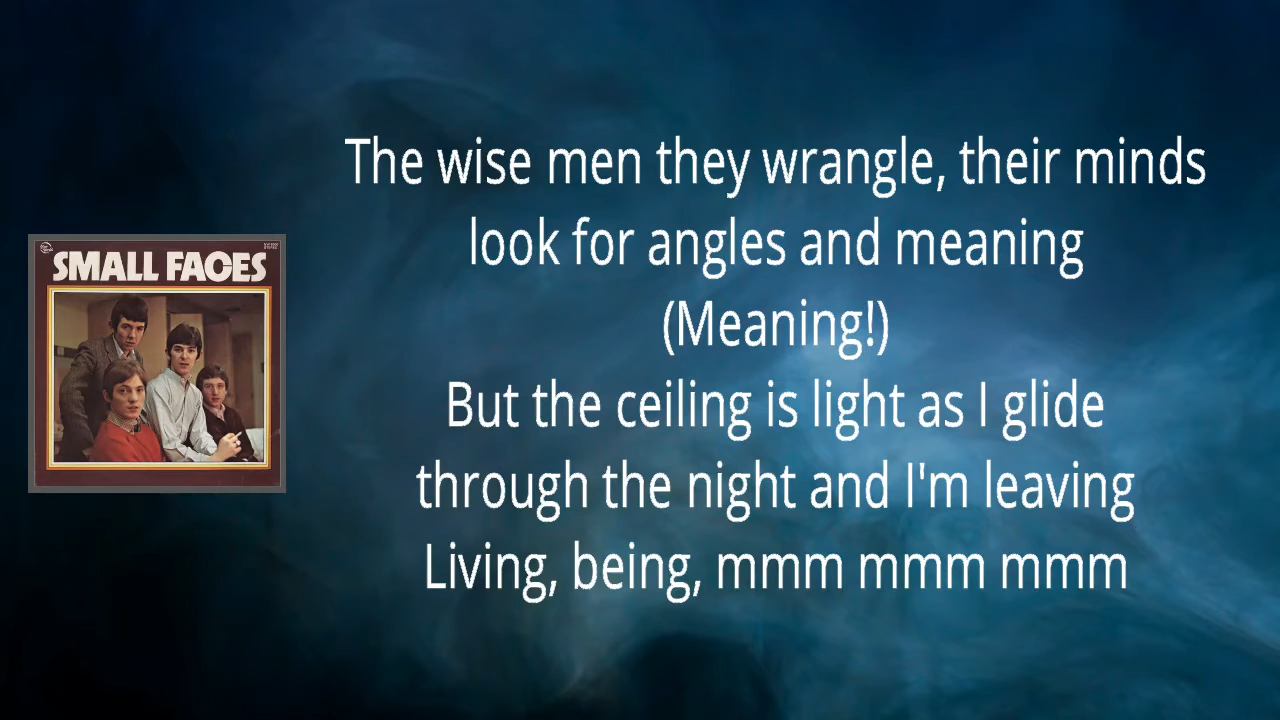 SMALL FACES
The wise men they wrangle, their minds
look for angles and meaning
(Meaning!)
But the ceiling is light as I glide
through the night and I'm leaving
Living, being, mmm mmm mmm